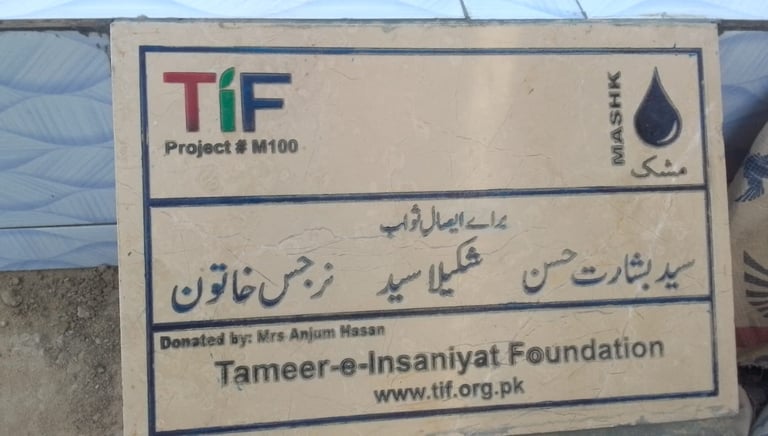 TiF
Project # M100
MASHK
مشک
براے ایصالِ ثواب
سید بشارت حسن شکیلا سید نرجس خاتون
Donated by: Mrs Anjum Hasan
Tameer-e-Insaniyat Foundation
www.tif.org.pk